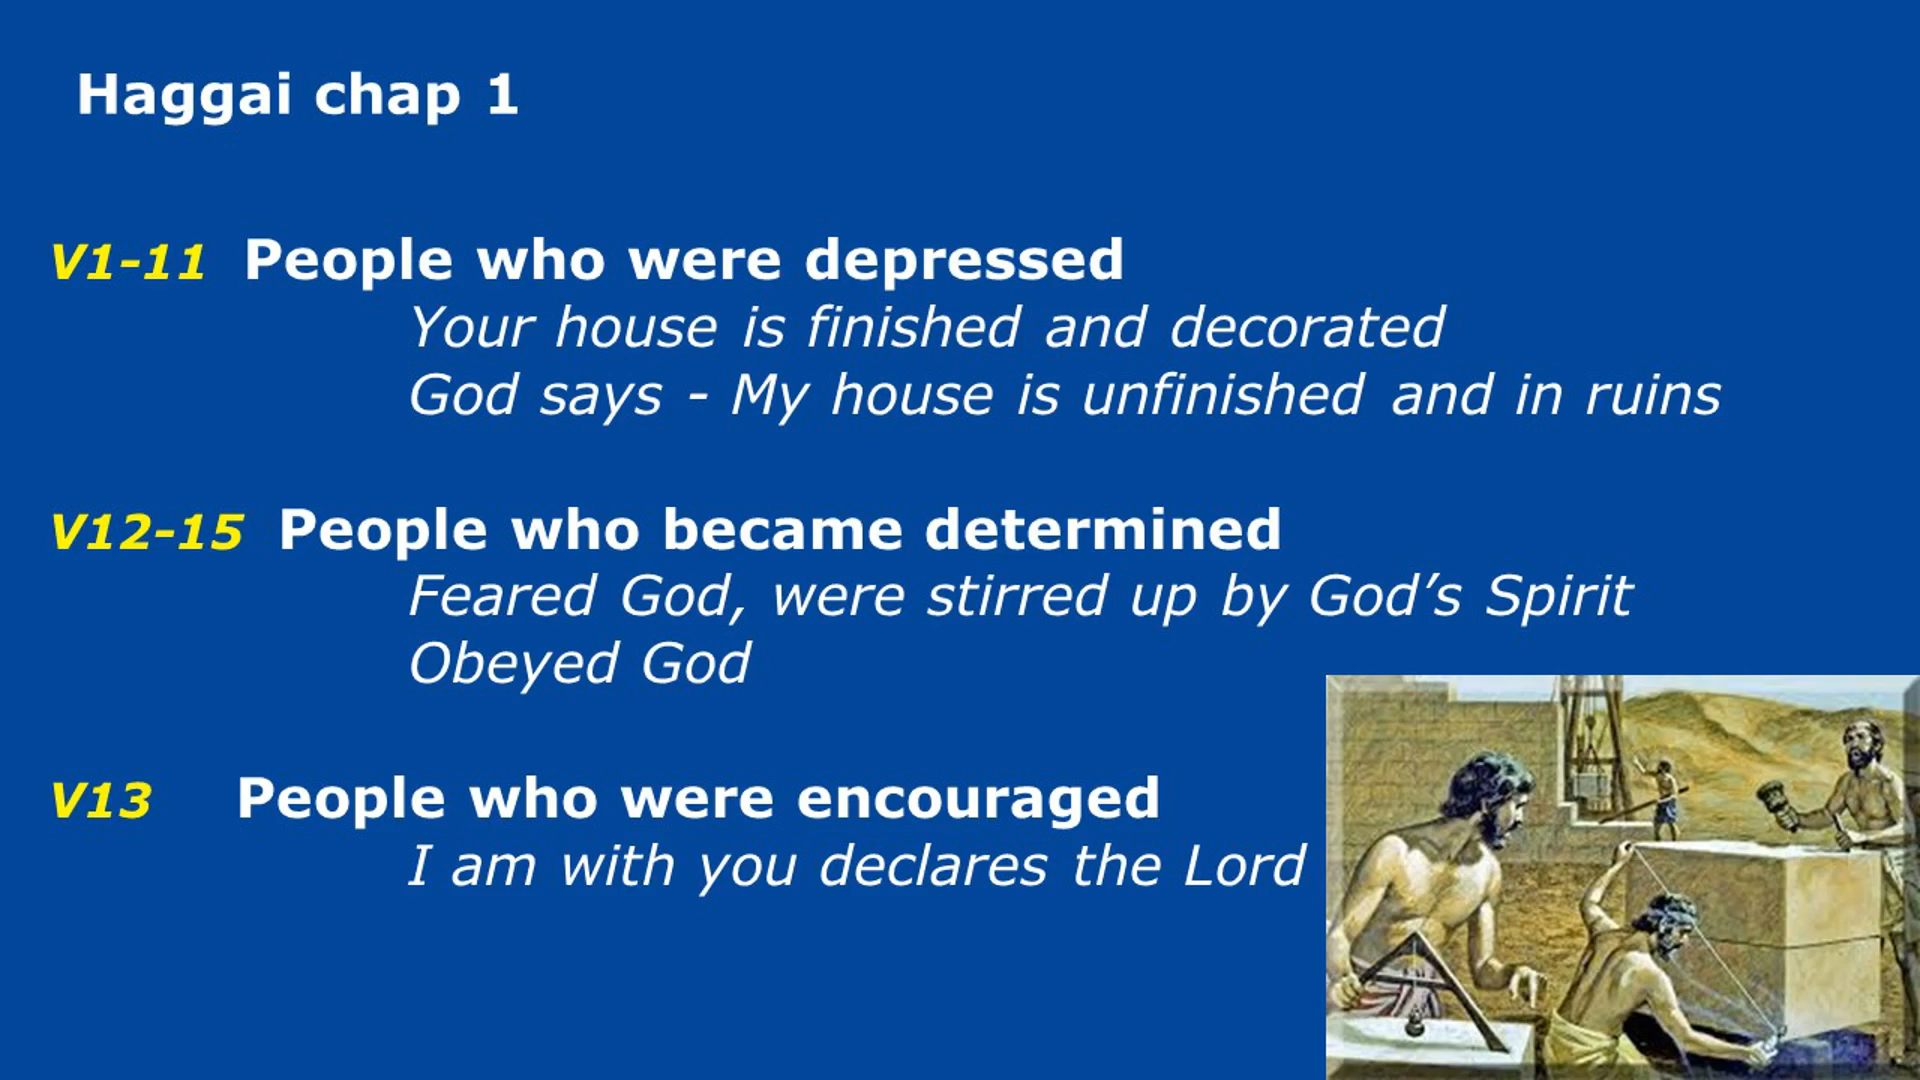 Haggai chap 1
V1-11 People who were depressed
Your house is finished and decorated
God says - My house is unfinished and in ruins
V12-15 People who became determined
Feared God, were stirred up by God’s Spirit
Obeyed God
V13 People who were encouraged
I am with you declares the Lord